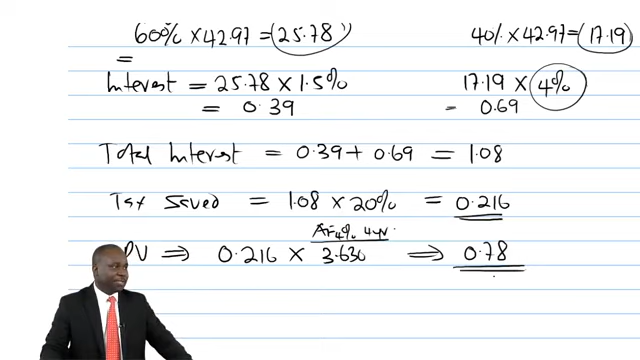 60% × 42.97 = 25.78 40% × 42.97 = 17.19
=
Interest = 25.78 × 1.5% 17.19 × 4%
= 0.39 = 0.69
Total Interest = 0.39 + 0.69 = 1.08
Tax Saved = 1.08 × 20% = 0.216
AF4% 4yr
PV ⇒ 0.216 × 3.630 ⇒ 0.78